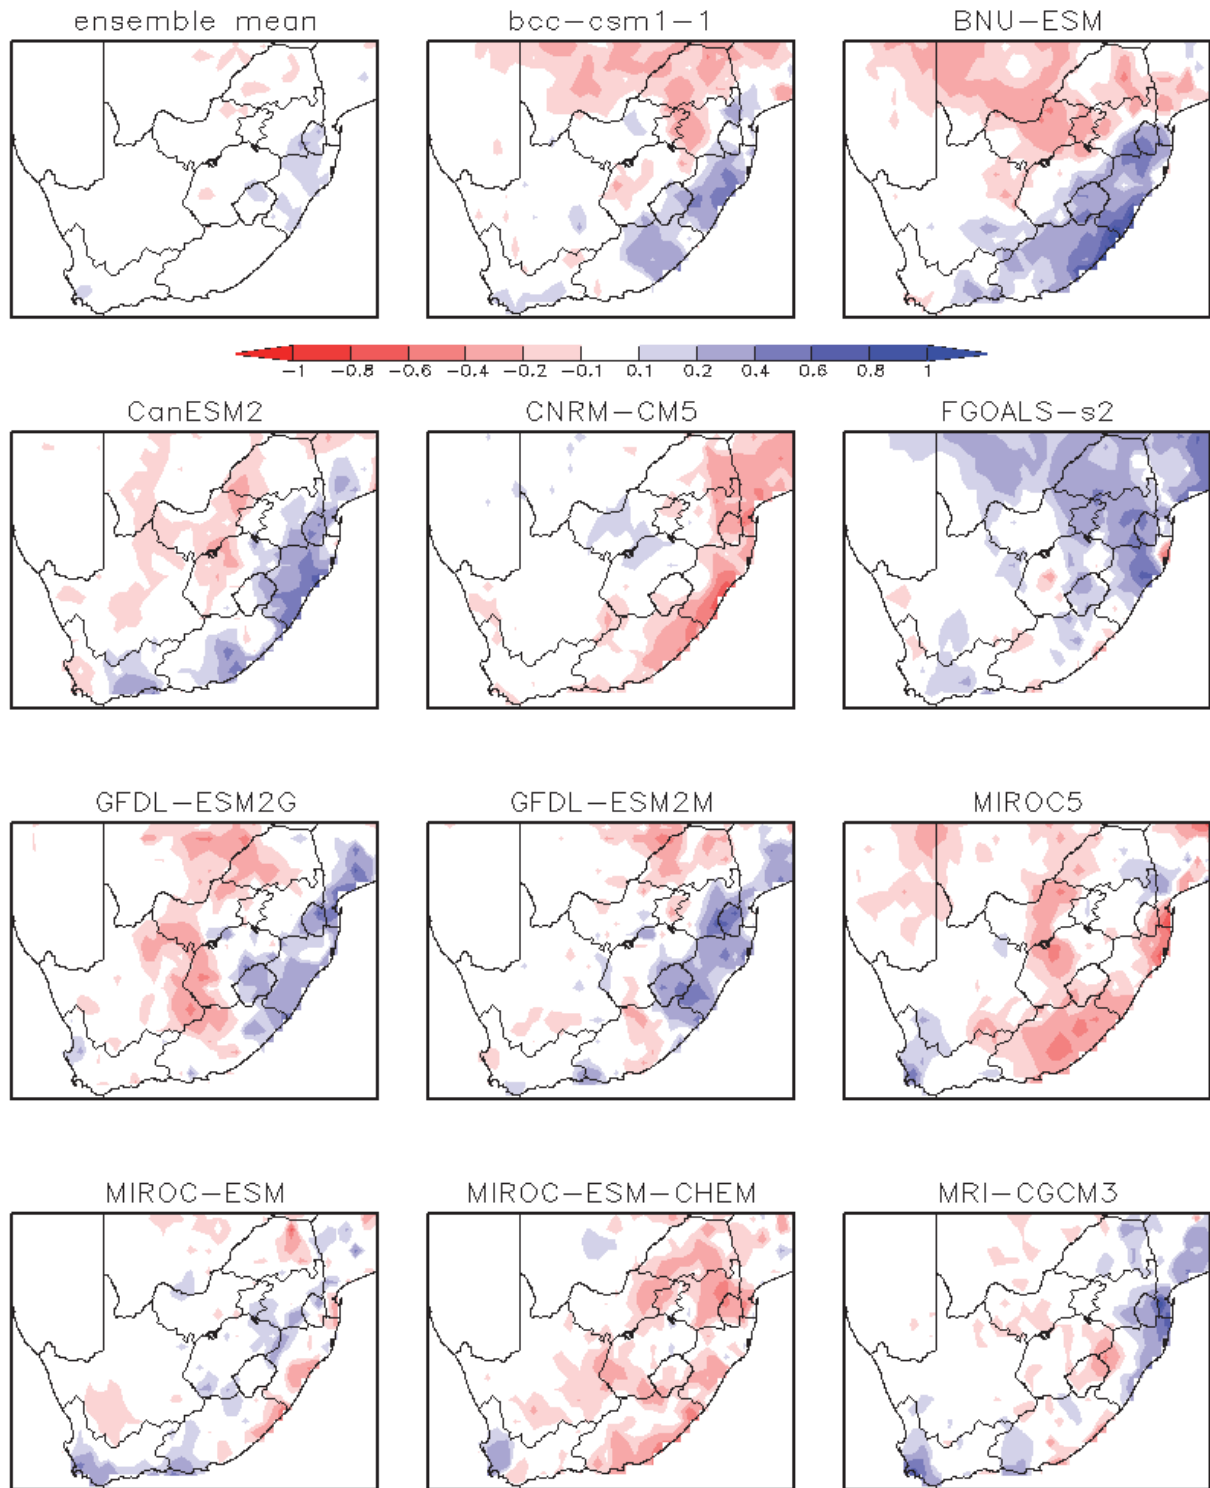 ensemble mean bcc-csm1-1 BNU-ESM
-1 -0.8 -0.6 -0.4 -0.2 -0.1 0.1 0.2 0.4 0.6 0.8 1
CanESM2 CNRM-CM5 FGOALS-s2
GFDL-ESM2G GFDL-ESM2M MIROC5
MIROC-ESM MIROC-ESM-CHEM MRI-CGCM3